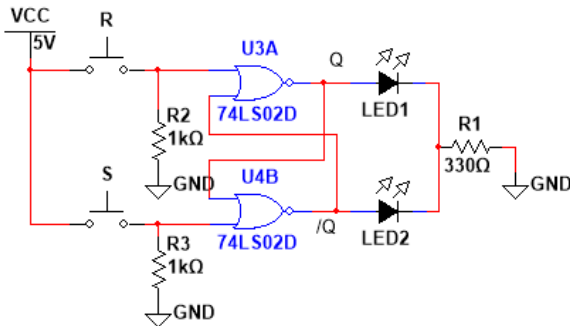 VCC
5V
R
U3A
Q
74LS02D
LED1
R2
1kΩ
GND
R1
330Ω
GND
S
U4B
74LS02D
/Q
LED2
R3
1kΩ
GND